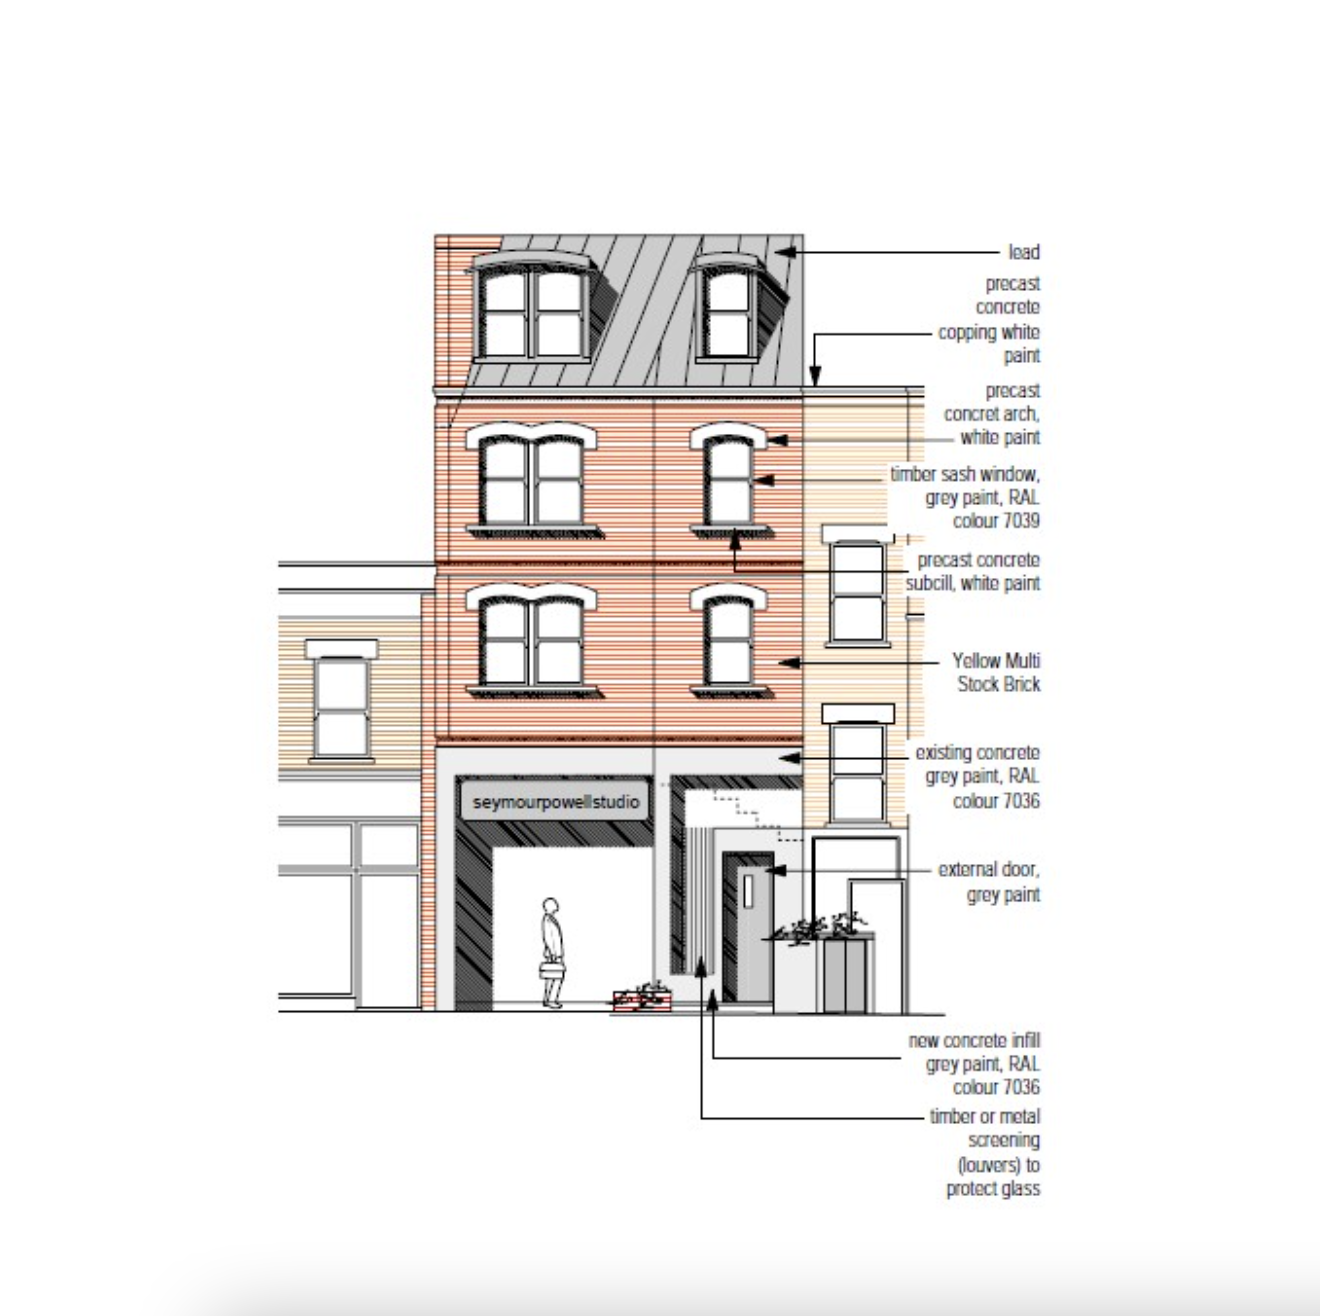 lead
precast
concrete
copping white
paint
precast
concret arch,
white paint
timber sash window,
grey paint, RAL
colour 7039
precast concrete
subcill, white paint
Yellow Multi
Stock Brick
existing concrete
grey paint, RAL
colour 7036
seymourpowellstudio
external door,
grey paint
new concrete infill
grey paint, RAL
colour 7036
timber or metal
screening
(louvers) to
protect glass